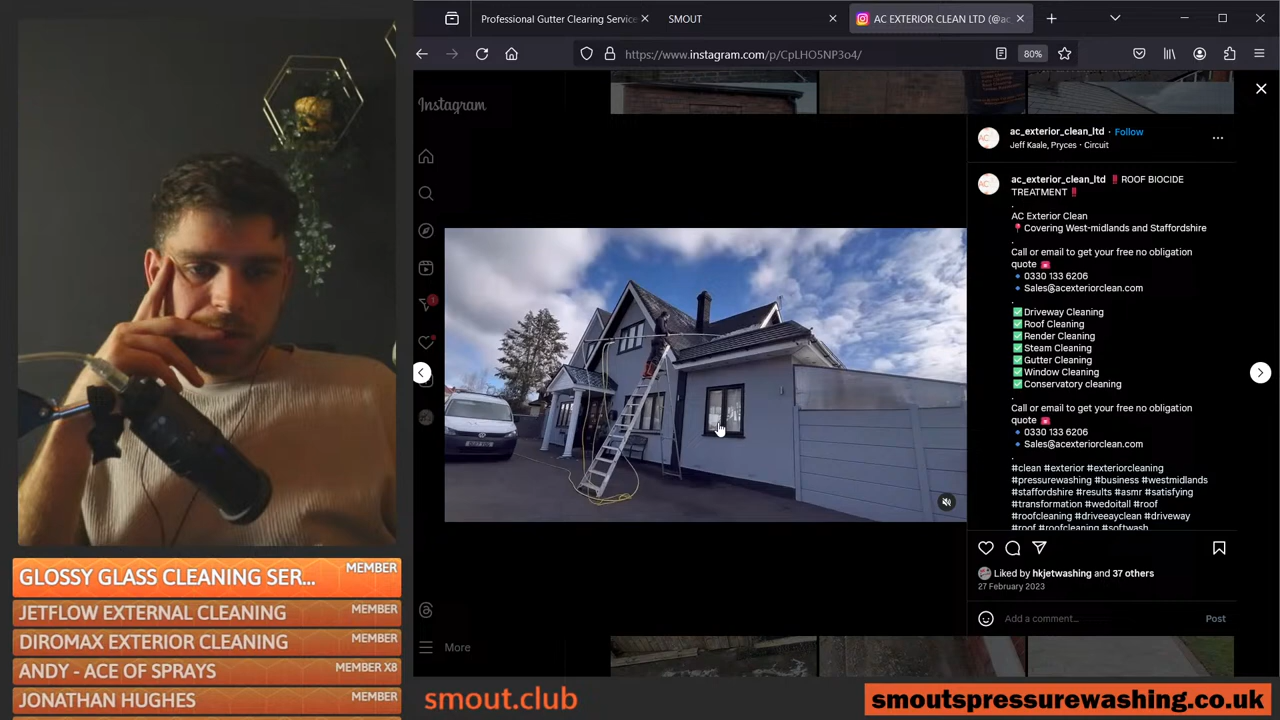 Professional Gutter Clearing Service
SMOUT
AC EXTERIOR CLEAN LTD (@ac
https://www.instagram.com/p/CpLHO5NP3o4/
80%
Instagram
ac_exterior_clean_ltd • Follow
Jeff Kaale, Pryces • Circuit
ac_exterior_clean_ltd ‼️ ROOF BIOCIDE
TREATMENT ‼️
.
AC Exterior Clean
📍 Covering West-midlands and Staffordshire
.
Call or email to get your free no obligation
quote ☎️
🔹 0330 133 6206
🔹 Sales@acexteriorclean.com
.
✅ Driveway Cleaning
✅ Roof Cleaning
✅ Render Cleaning
✅ Steam Cleaning
✅ Gutter Cleaning
✅ Window Cleaning
✅ Conservatory cleaning
.
Call or email to get your free no obligation
quote ☎️
🔹 0330 133 6206
🔹 Sales@acexteriorclean.com
.
#clean #exterior #exteriorcleaning
#pressurewashing #business #westmidlands
#staffordshire #results #asmr #satisfying
#transformation #wedoitall #roof
#roofcleaning #driveeayclean #driveway
#roof #roofcleaning #softwash
Liked by hkjetwashing and 37 others
27 February 2023
Add a comment...
Post
More
1
GLOSSY GLASS CLEANING SER... MEMBER
JETFLOW EXTERNAL CLEANING MEMBER
DIROMAX EXTERIOR CLEANING MEMBER
ANDY - ACE OF SPRAYS MEMBER X8
JONATHAN HUGHES MEMBER
smout.club
smoutspressurewashing.co.uk